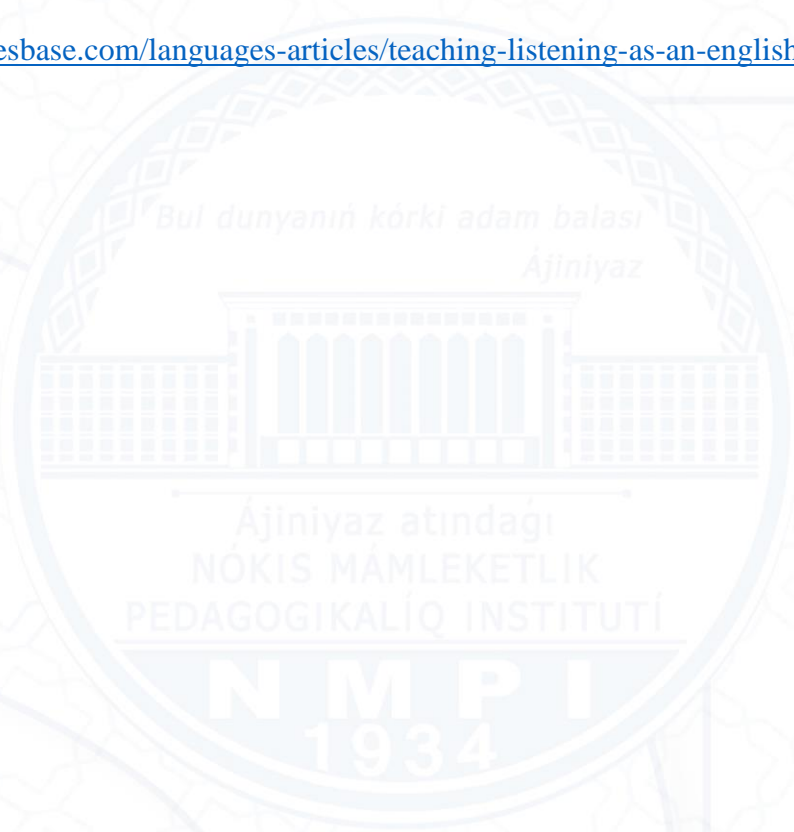 esbase.com/languages-articles/teaching-listening-as-an-english
Bul dunyanıń kórki adam balası
Ájiniyaz
Ájiniyaz atındaǵı
NÓKIS MÁMLEKETLIK
PEDAGOGIKALÍQ INSTITUTÍ
NMPI
1934